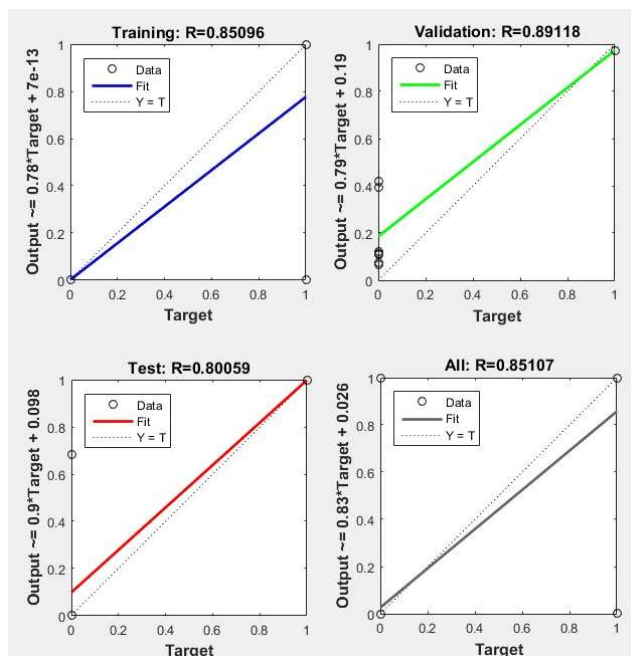 Training: R=0.85096
Output ~= 0.78*Target + 7e-13
1
0.8
0.6
0.4
0.2
0
Data
Fit
Y = T
0 0.2 0.4 0.6 0.8 1
Target
Validation: R=0.89118
Output ~= 0.79*Target + 0.19
1
0.8
0.6
0.4
0.2
0
Data
Fit
Y = T
0 0.2 0.4 0.6 0.8 1
Target
Test: R=0.80059
Output ~= 0.9*Target + 0.098
1
0.8
0.6
0.4
0.2
0
Data
Fit
Y = T
0 0.2 0.4 0.6 0.8 1
Target
All: R=0.85107
Output ~= 0.83*Target + 0.026
1
0.8
0.6
0.4
0.2
0
Data
Fit
Y = T
0 0.2 0.4 0.6 0.8 1
Target